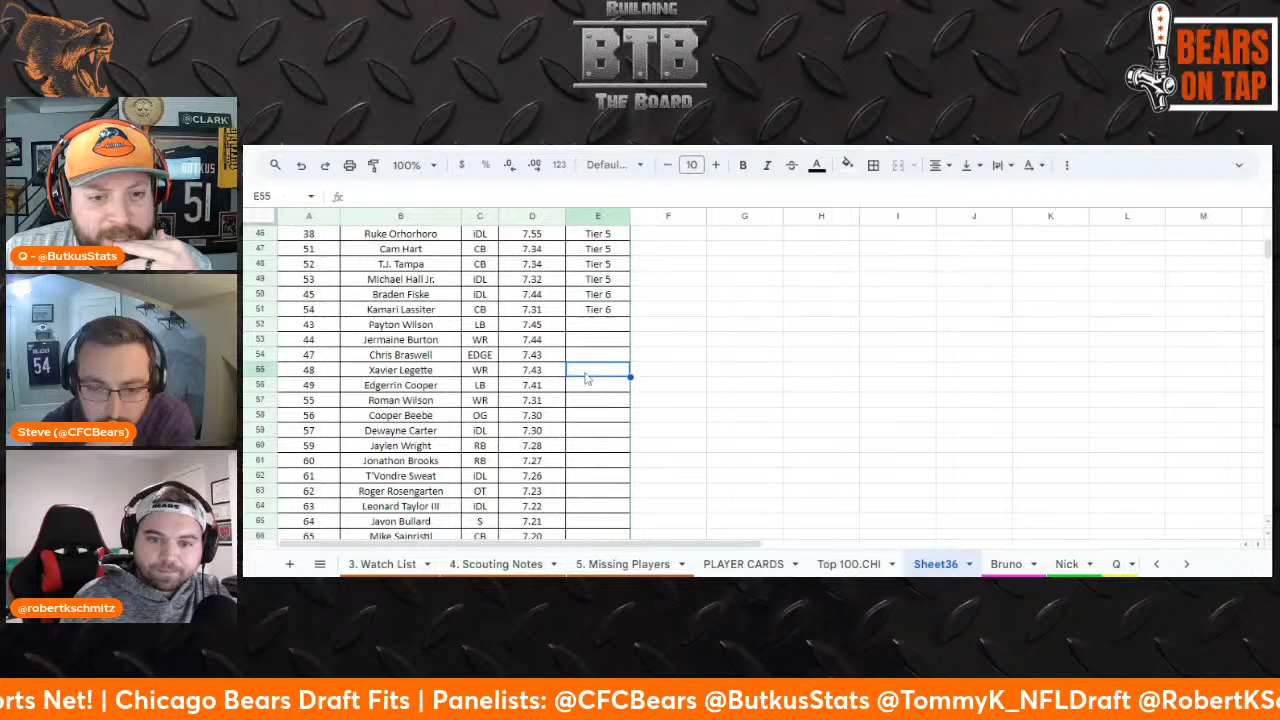 BUILDING
BTB
THE BOARD
BEARS
ON TAP
CLARK
BUTKUS
51
Q - @ButkusStats
54
Steve (@CFCBears)
BEARS
@robertkschmitz
100% $ % .0 .00 123 Defaul... − 10 + B I S A
E55 fx
A B C D E F G H I J K L M
46 38 Ruke Orhorhoro iDL 7.55 Tier 5
47 51 Cam Hart CB 7.34 Tier 5
48 52 T.J. Tampa CB 7.34 Tier 5
49 53 Michael Hall Jr. iDL 7.32 Tier 5
50 45 Braden Fiske iDL 7.44 Tier 6
51 54 Kamari Lassiter CB 7.31 Tier 6
52 43 Payton Wilson LB 7.45
53 44 Jermaine Burton WR 7.44
54 47 Chris Braswell EDGE 7.43
55 48 Xavier Legette WR 7.43
56 49 Edgerrin Cooper LB 7.41
57 55 Roman Wilson WR 7.31
58 56 Cooper Beebe OG 7.30
59 57 Dewayne Carter iDL 7.30
60 59 Jaylen Wright RB 7.28
61 60 Jonathon Brooks RB 7.27
62 61 T'Vondre Sweat iDL 7.26
63 62 Roger Rosengarten OT 7.23
64 63 Leonard Taylor III iDL 7.22
65 64 Javon Bullard S 7.21
66 65 Mike Sainristil CB 7.20
+ 3. Watch List 4. Scouting Notes 5. Missing Players PLAYER CARDS Top 100.CHI Sheet36 Bruno Nick Q
orts Net! | Chicago Bears Draft Fits | Panelists: @CFCBears @ButkusStats @TommyK_NFLDraft @RobertKSc